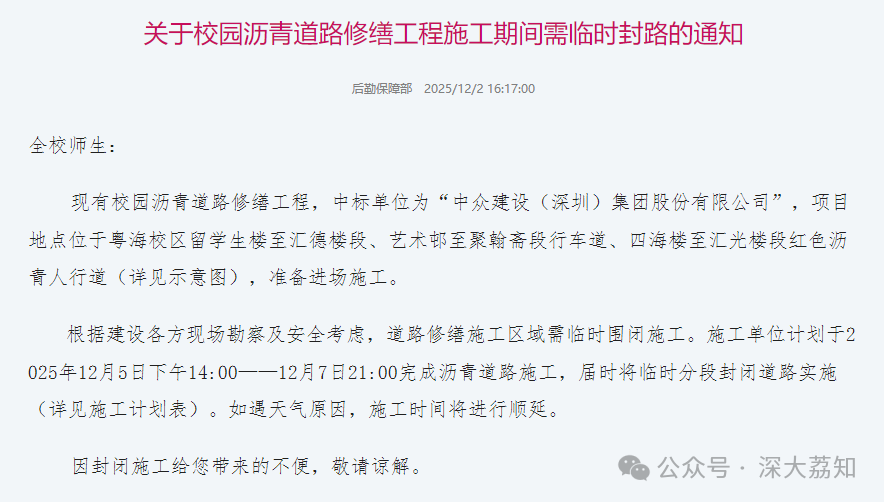 关于校园沥青道路修缮工程施工期间需临时封路的通知
后勤保障部 2025/12/2 16:17:00
全校师生：
现有校园沥青道路修缮工程，中标单位为“中众建设（深圳）集团股份有限公司”，项目
地点位于粤海校区留学生楼至汇德楼段、艺术邨至聚翰斋段行车道、四海楼至汇光楼段红色沥
青人行道（详见示意图），准备进场施工。
根据建设各方现场勘察及安全考虑，道路修缮施工区域需临时围闭施工。施工单位计划于2
025年12月5日下午14:00——12月7日21:00完成沥青道路施工，届时将临时分段封闭道路实施
（详见施工计划表）。如遇天气原因，施工时间将进行顺延。
因封闭施工给您带来的不便，敬请谅解。
公众号 · 深大荔知